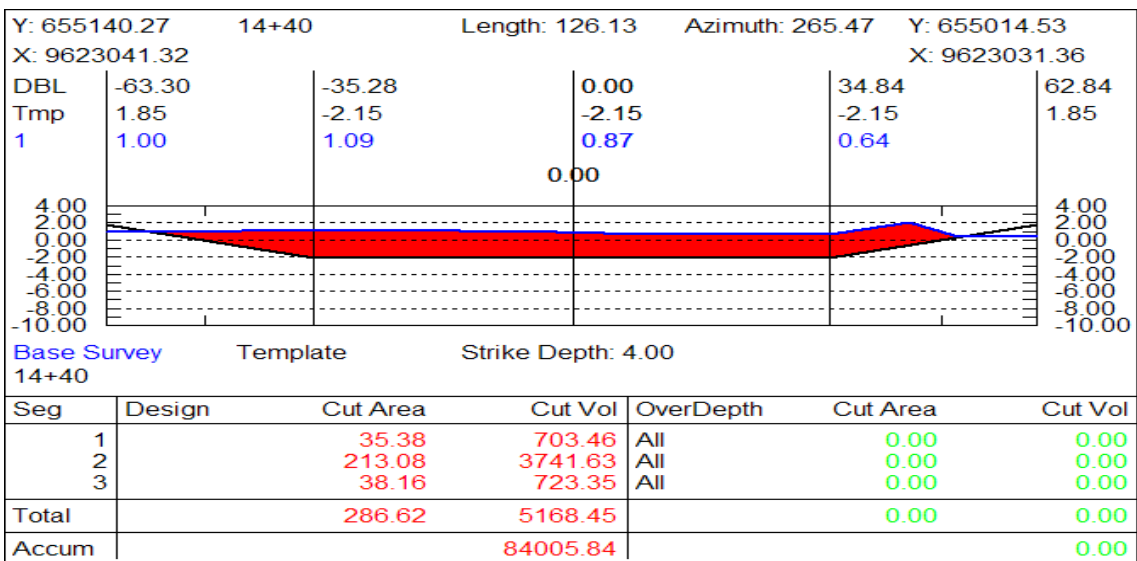 Y: 655140.27 14+40 Length: 126.13 Azimuth: 265.47 Y: 655014.53
X: 9623041.32 X: 9623031.36
DBL -63.30 -35.28 0.00 34.84 62.84
Tmp 1.85 -2.15 -2.15 -2.15 1.85
1 1.00 1.09 0.87 0.64
0.00
4.00 4.00
2.00 2.00
0.00 0.00
-2.00 -2.00
-4.00 -4.00
-6.00 -6.00
-8.00 -8.00
-10.00 -10.00
Base Survey Template Strike Depth: 4.00
14+40
Seg Design Cut Area Cut Vol OverDepth Cut Area Cut Vol
1 35.38 703.46 All 0.00 0.00
2 213.08 3741.63 All 0.00 0.00
3 38.16 723.35 All 0.00 0.00
Total 286.62 5168.45 0.00 0.00
Accum 84005.84 0.00